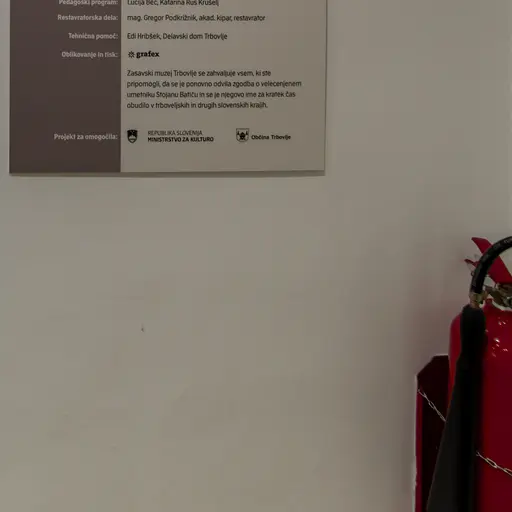 Pedagoški program: Lucija Beć, Katarina Rus Krušelj
Restavratorska dela: mag. Gregor Podkrižnik, akad. kipar, restavrator
Tehnična pomoč: Edi Hribšek, Delavski dom Trbovlje
Oblikovanje in tisk: grafex
Zasavski muzej Trbovlje se zahvaljuje vsem, ki ste
pripomogli, da se je ponovno odvila zgodba o velecenjenem
umetniku Stojanu Batiču in se je njegovo ime za kratek čas
obudilo v trboveljskih in drugih slovenskih krajih.
Projekt so omogočila: REPUBLIKA SLOVENIJA
MINISTRSTVO ZA KULTURO
Občina Trbovlje